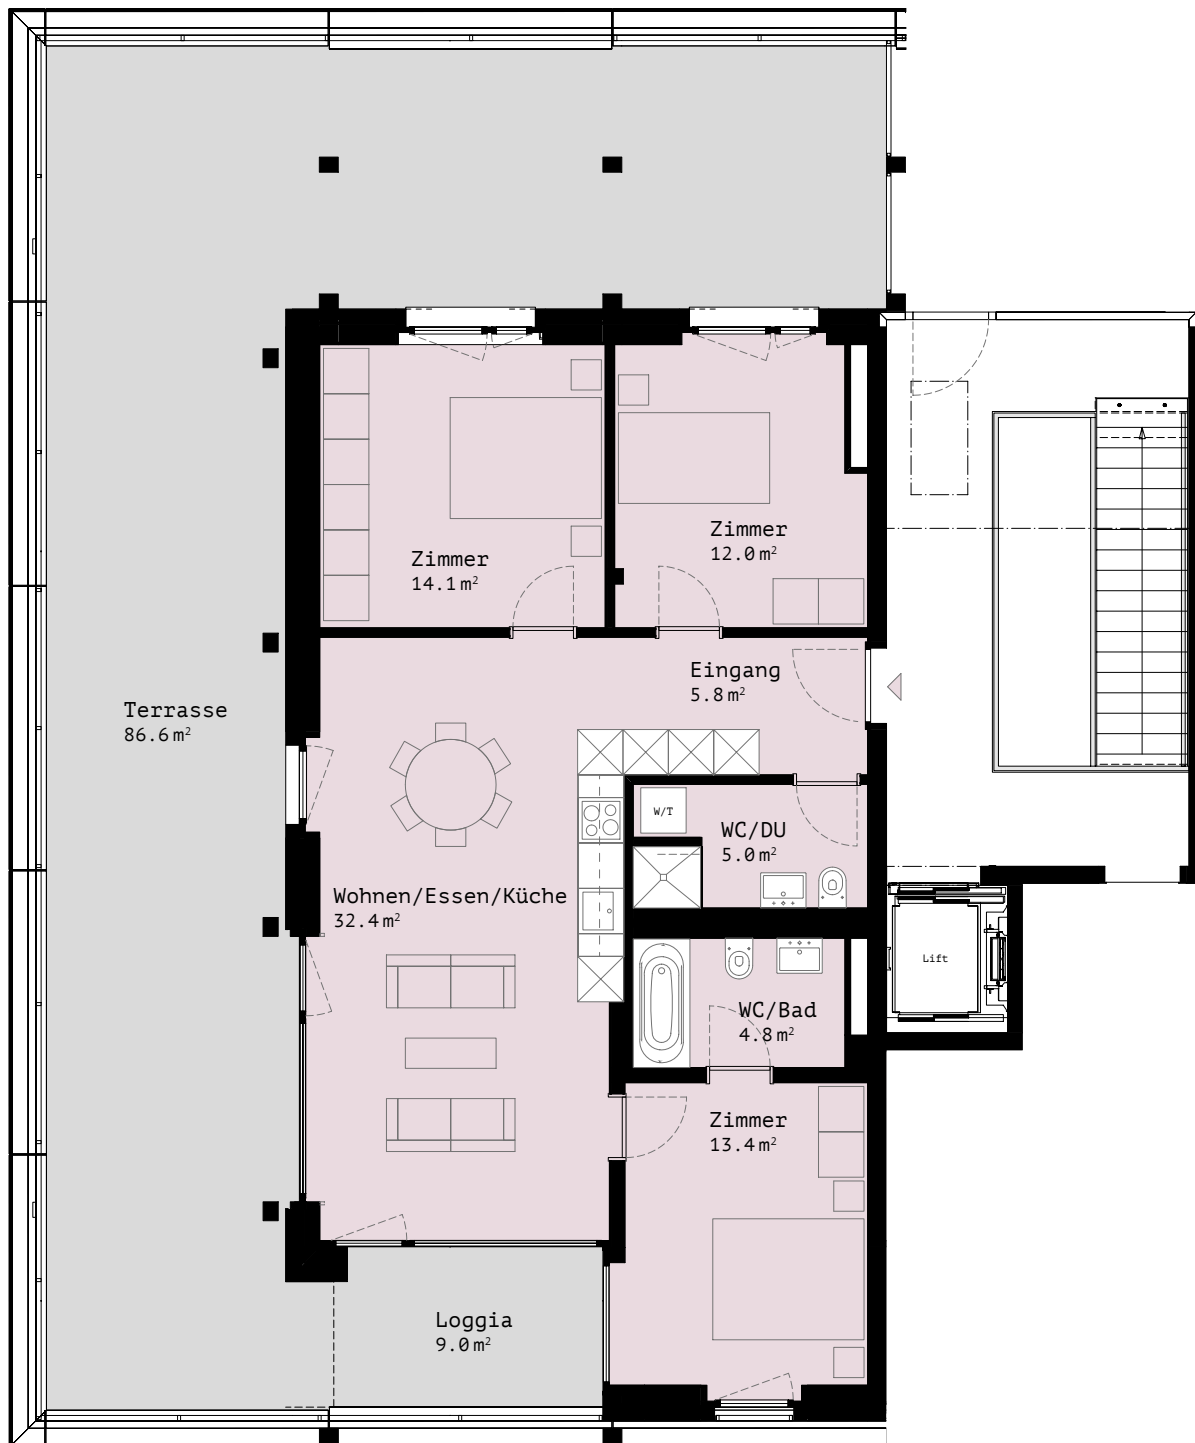 Zimmer
12.0 m²
Zimmer
14.1 m²
Eingang
5.8 m²
Terrasse
86.6 m²
W/T
WC/DU
5.0 m²
Wohnen/Essen/Küche
32.4 m²
Lift
WC/Bad
4.8 m²
Zimmer
13.4 m²
Loggia
9.0 m²